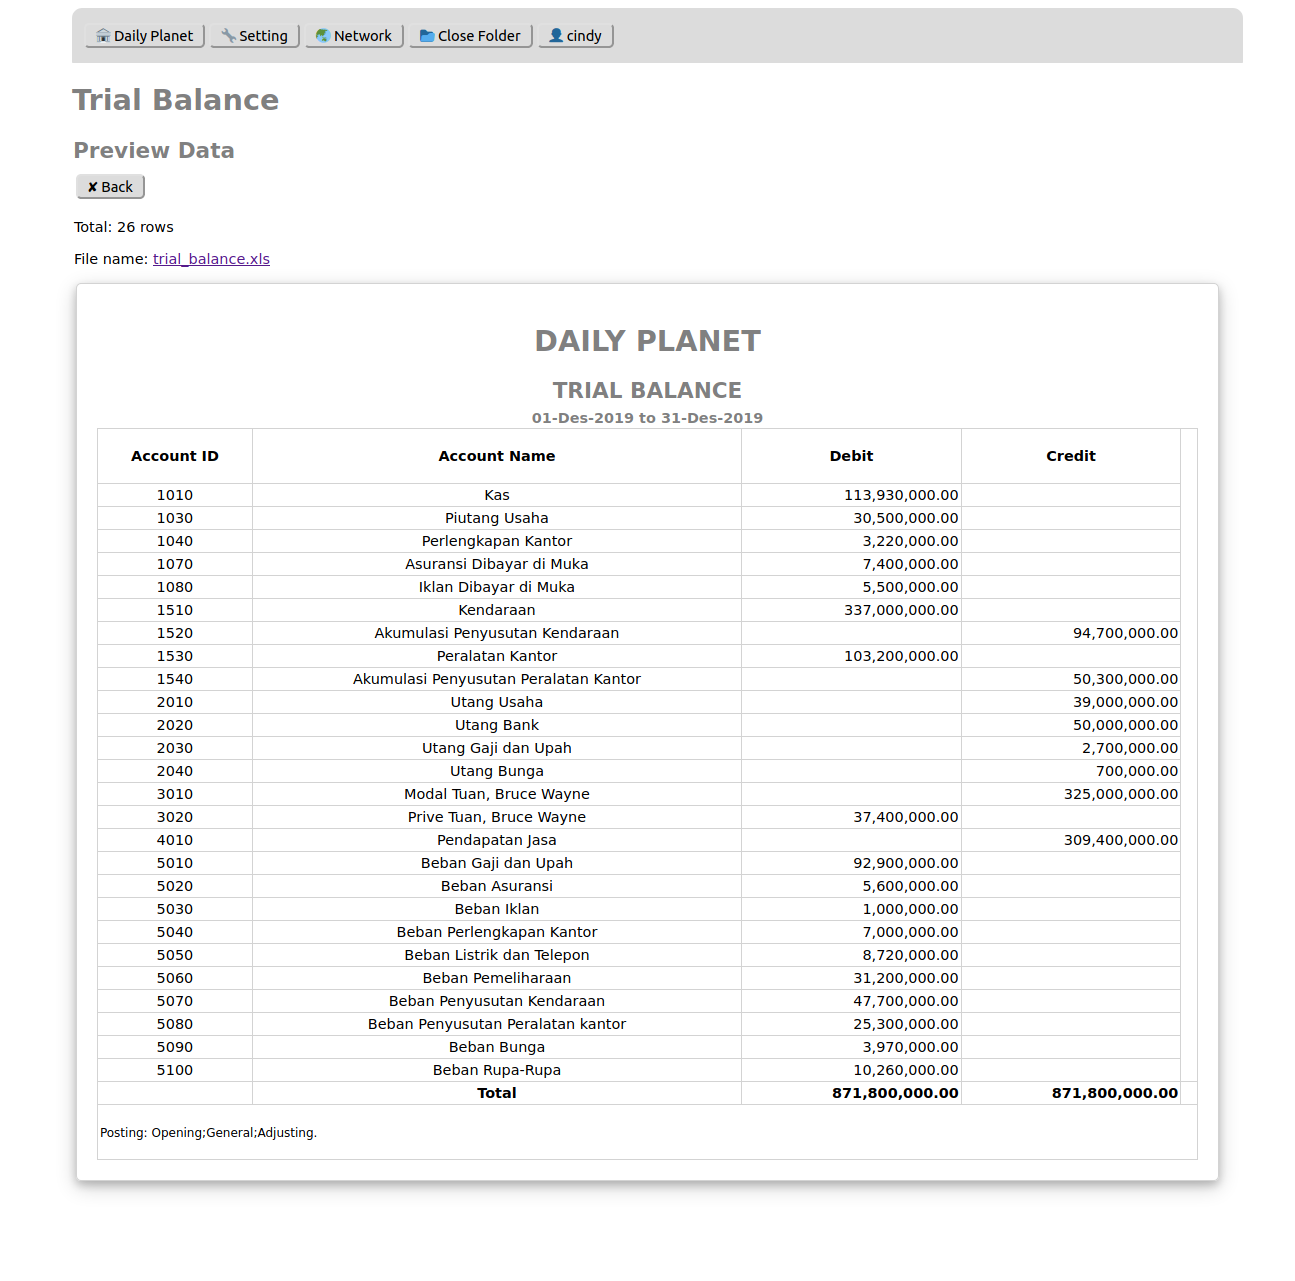 Daily Planet Setting Network Close Folder cindy
Trial Balance
Preview Data
✘ Back
Total: 26 rows
File name: trial_balance.xls
DAILY PLANET
TRIAL BALANCE
01-Des-2019 to 31-Des-2019
Account ID Account Name Debit Credit
1010 Kas 113,930,000.00
1030 Piutang Usaha 30,500,000.00
1040 Perlengkapan Kantor 3,220,000.00
1070 Asuransi Dibayar di Muka 7,400,000.00
1080 Iklan Dibayar di Muka 5,500,000.00
1510 Kendaraan 337,000,000.00
1520 Akumulasi Penyusutan Kendaraan 94,700,000.00
1530 Peralatan Kantor 103,200,000.00
1540 Akumulasi Penyusutan Peralatan Kantor 50,300,000.00
2010 Utang Usaha 39,000,000.00
2020 Utang Bank 50,000,000.00
2030 Utang Gaji dan Upah 2,700,000.00
2040 Utang Bunga 700,000.00
3010 Modal Tuan, Bruce Wayne 325,000,000.00
3020 Prive Tuan, Bruce Wayne 37,400,000.00
4010 Pendapatan Jasa 309,400,000.00
5010 Beban Gaji dan Upah 92,900,000.00
5020 Beban Asuransi 5,600,000.00
5030 Beban Iklan 1,000,000.00
5040 Beban Perlengkapan Kantor 7,000,000.00
5050 Beban Listrik dan Telepon 8,720,000.00
5060 Beban Pemeliharaan 31,200,000.00
5070 Beban Penyusutan Kendaraan 47,700,000.00
5080 Beban Penyusutan Peralatan kantor 25,300,000.00
5090 Beban Bunga 3,970,000.00
5100 Beban Rupa-Rupa 10,260,000.00
Total 871,800,000.00 871,800,000.00
Posting: Opening;General;Adjusting.